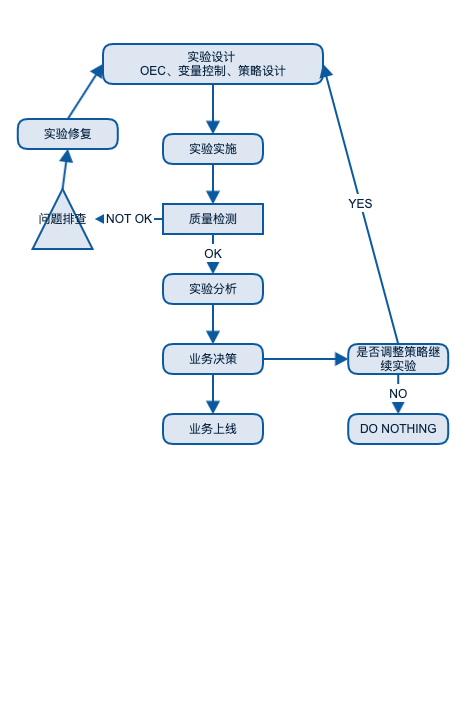 实验设计
OEC、变量控制、策略设计
实验修复
实验实施
YES
问题排查
NOT OK
质量检测
OK
实验分析
业务决策
是否调整策略继
续实验
NO
业务上线
DO NOTHING